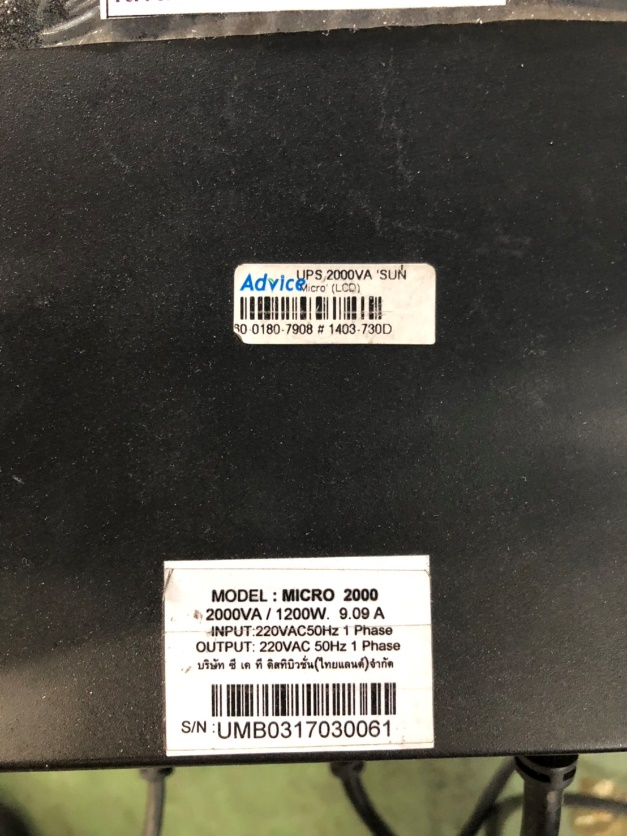 UPS 2000VA 'SUN
Advice Micro' (LCD)
80-0180-7908 # 1403-730D
MODEL : MICRO 2000
2000VA / 1200W. 9.09 A
INPUT:220VAC50Hz 1 Phase
OUTPUT: 220VAC 50Hz 1 Phase
บริษัท ซี เค ที ดิสทิบิวชั่น(ไทยแลนด์)จำกัด
S/N : UMB0317030061